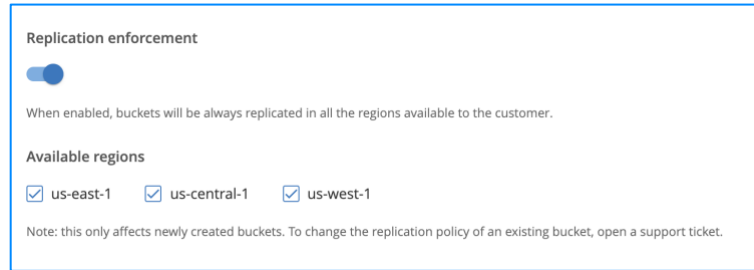 Replication enforcement
When enabled, buckets will be always replicated in all the regions available to the customer.
Available regions
us-east-1 us-central-1 us-west-1
Note: this only affects newly created buckets. To change the replication policy of an existing bucket, open a support ticket.